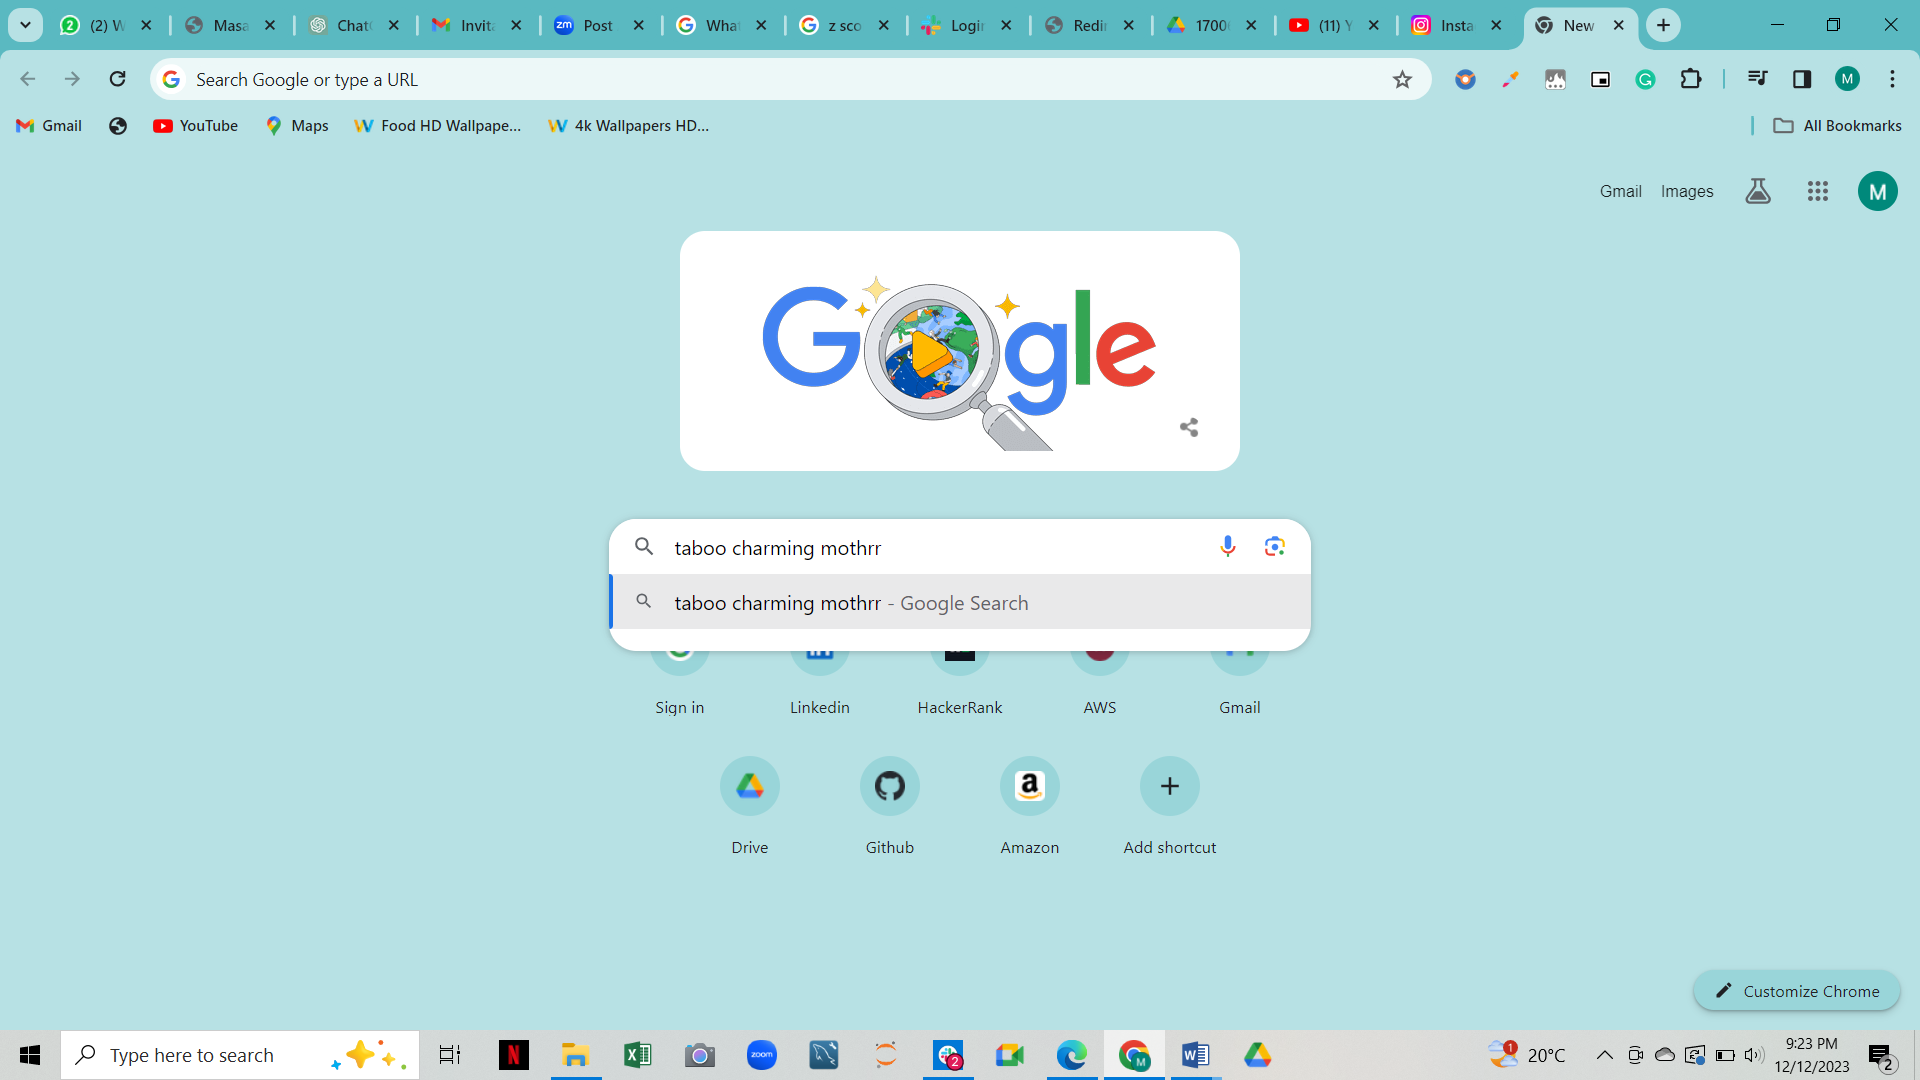 (2) W
Masa
Chat
Invita
Post
What
z sco
Login
Redir
1700
(11) Y
Insta
New
Search Google or type a URL
M
Gmail
YouTube
Maps
Food HD Wallpape...
4k Wallpapers HD...
All Bookmarks
Gmail
Images
M
Google
taboo charming mothrr
taboo charming mothrr - Google Search
Sign in
Linkedin
HackerRank
AWS
Gmail
Drive
Github
Amazon
Add shortcut
Customize Chrome
Type here to search
20°C
9:23 PM
12/12/2023
2